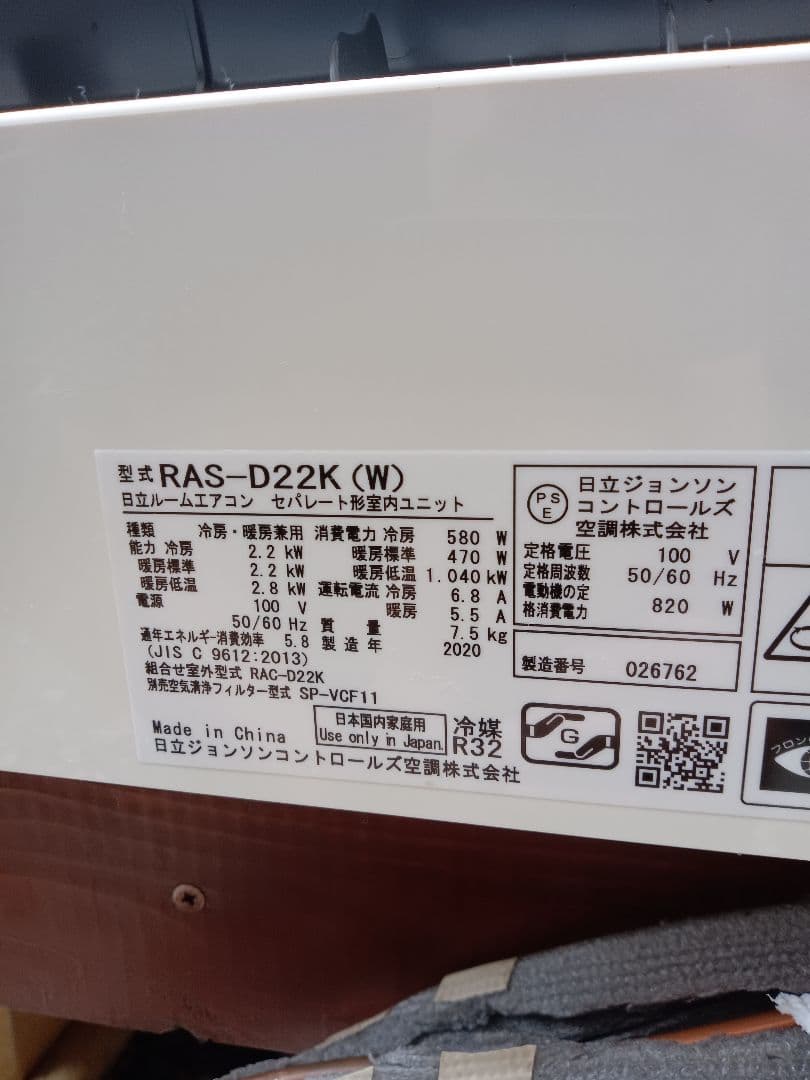 型式 RAS-D22K(W)
日立ルームエアコン セパレート形室内ユニット
種類 冷房・暖房兼用
能力 冷房 2.2 kW
暖房標準 2.2 kW
暖房低温 2.8 kW
電源 100 V
50/60 Hz
通年エネルギー消費効率 5.8
(JIS C 9612:2013)
組合せ室外型式 RAC-D22K
別売空気清浄フィルター型式 SP-VCF11
消費電力 冷房 580 W
暖房標準 470 W
暖房低温 1.040 kW
運転電流 冷房 6.8 A
暖房 5.5 A
質量 7.5 kg
製造年 2020
Made in China
日本国内家庭用
Use only in Japan.
冷媒
R32
日立ジョンソンコントロールズ空調株式会社
PS
E
日立ジョンソン
コントロールズ
空調株式会社
定格電圧 100 V
定格周波数 50/60 Hz
電動機の定
格消費電力 820 W
製造番号 026762
G
フロン